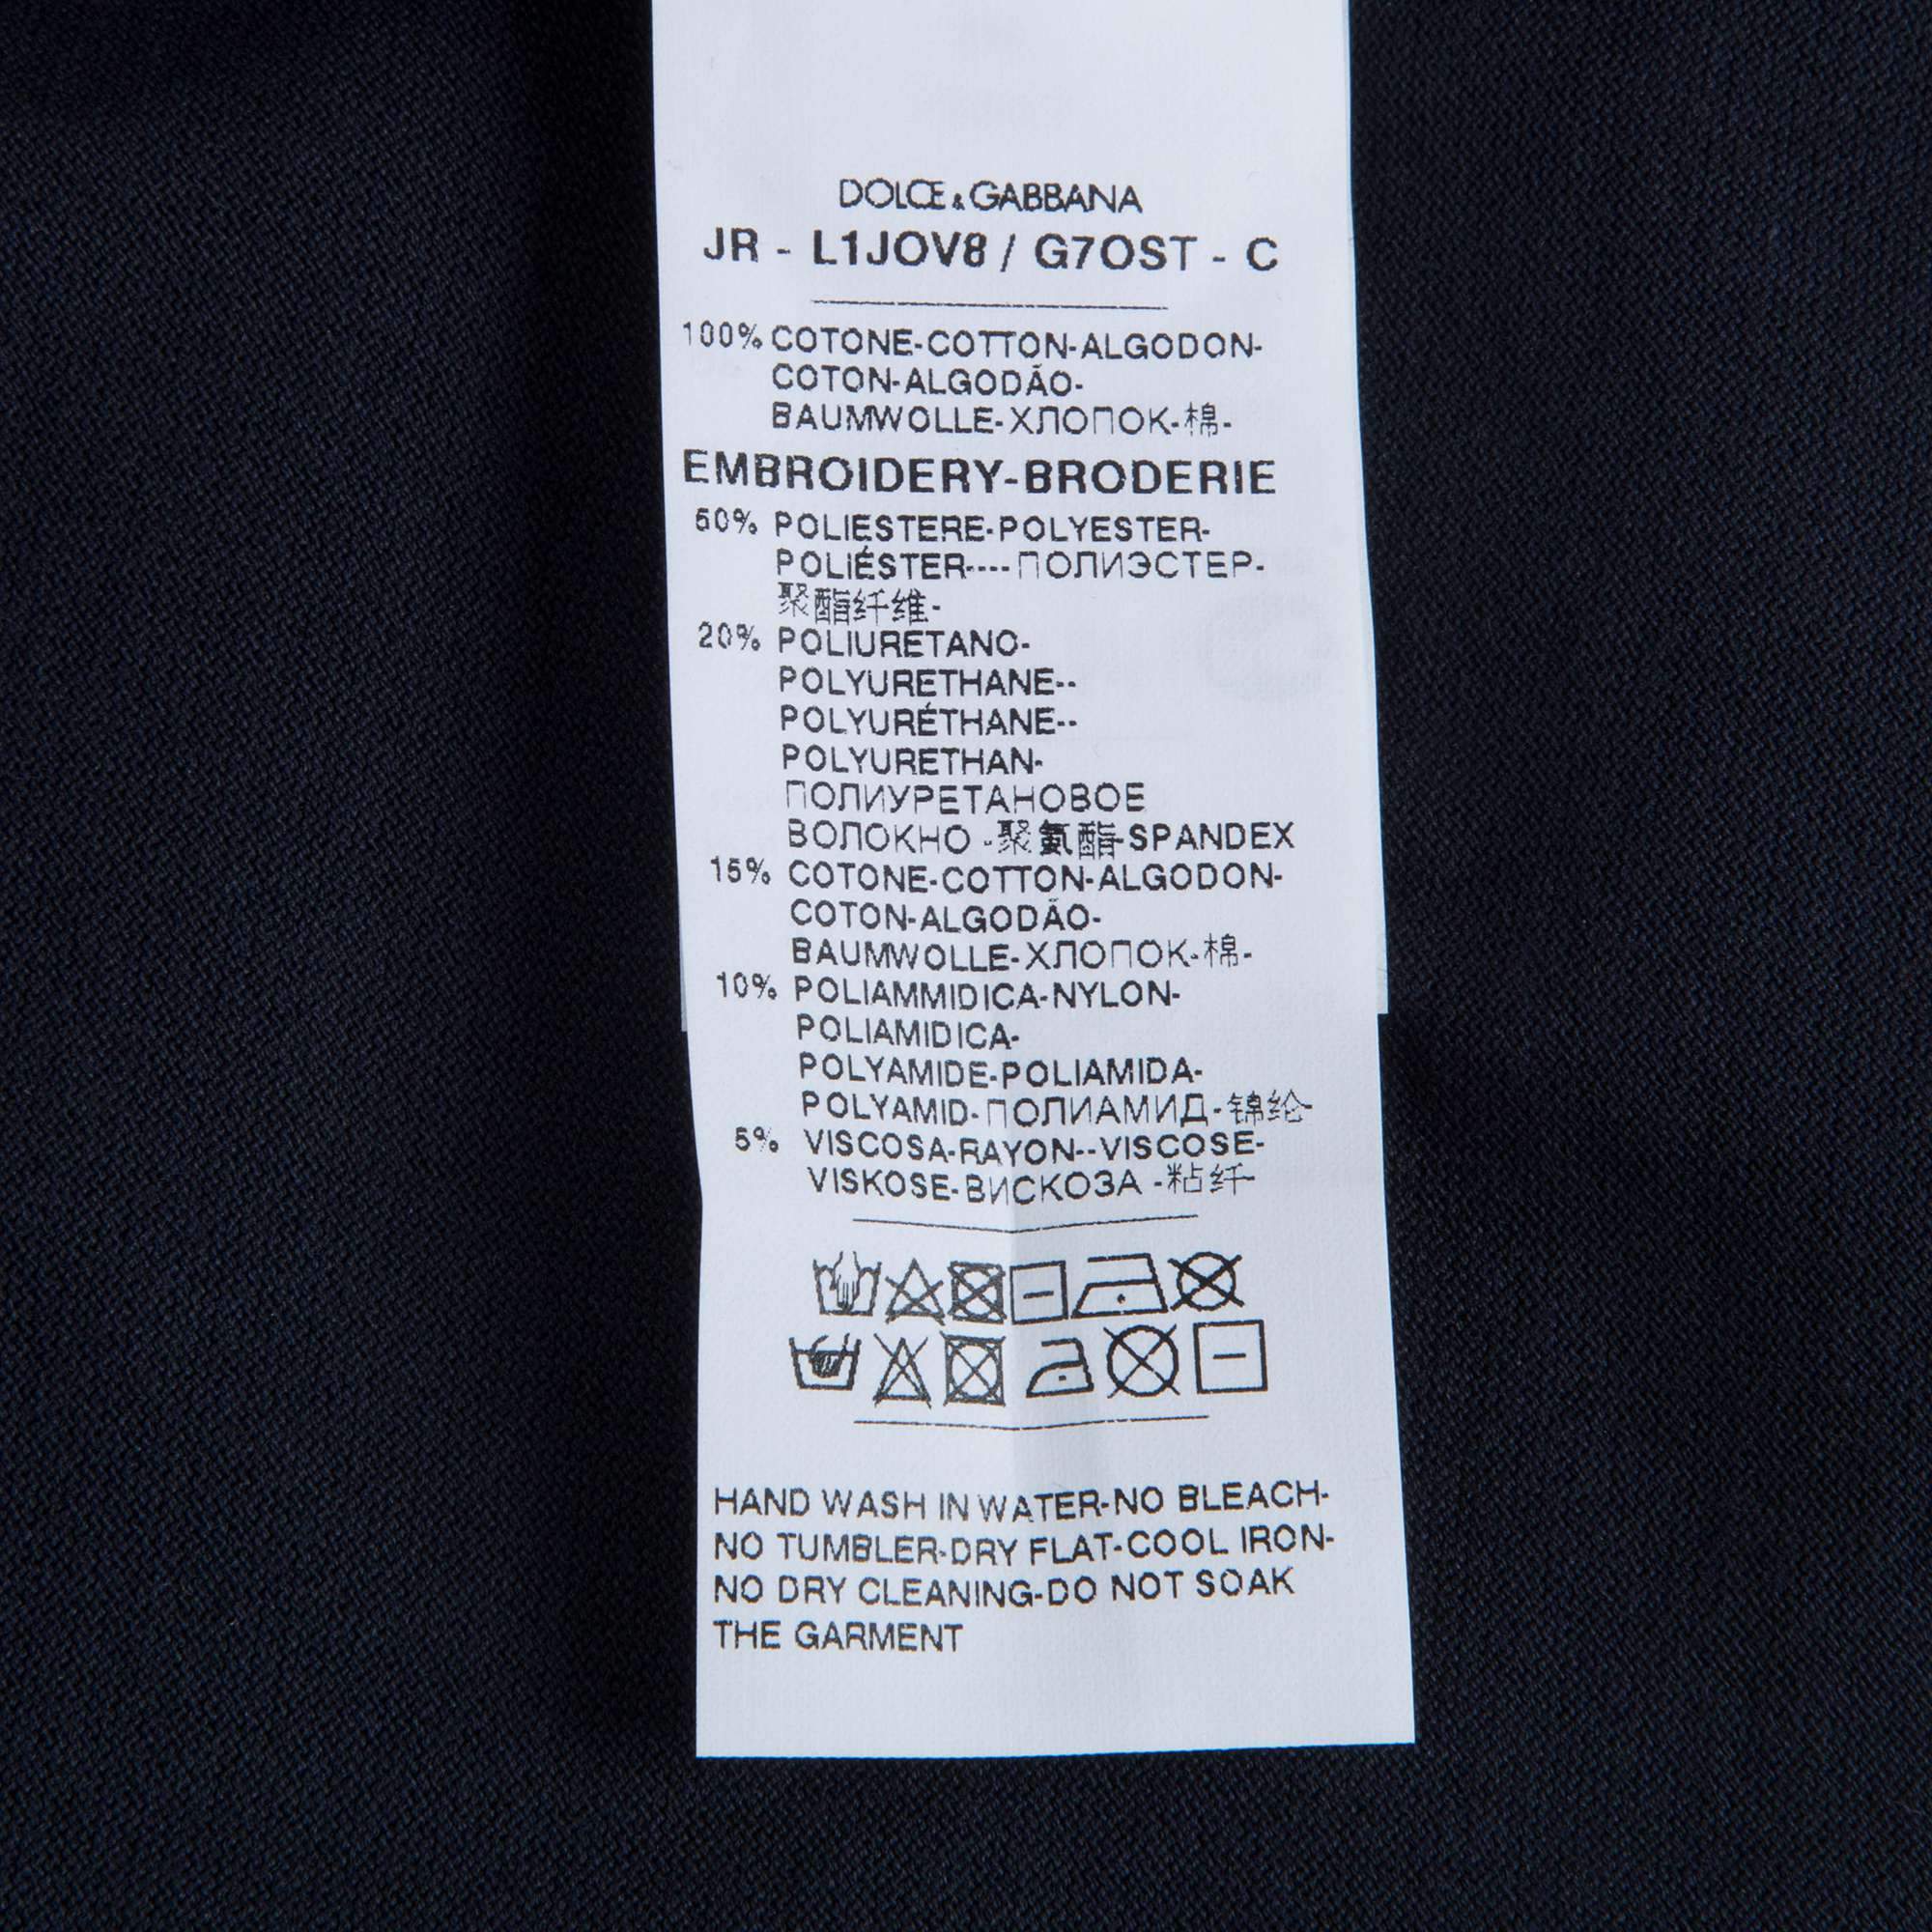 DOLCE & GABBANA
JR - L1JOV8 / G7OST - C
100% COTONE-COTTON-ALGODON-
COTON-ALGODÃO-
BAUMWOLLE-ХЛОПОК-棉-
EMBROIDERY-BRODERIE
50% POLIESTERE-POLYESTER-
POLIÉSTER----ПОЛИЭСТЕР-
聚酯纤维-
20% POLIURETANO-
POLYURETHANE--
POLYURÉTHANE--
POLYURETHAN-
ПОЛИУРЕТАНОВОЕ
ВОЛОКНО -聚氨酯-SPANDEX
15% COTONE-COTTON-ALGODON-
COTON-ALGODÃO-
BAUMWOLLE-ХЛОПОК-棉-
10% POLIAMMIDICA-NYLON-
POLIAMIDICA-
POLYAMIDE-POLIAMIDA-
POLYAMID-ПОЛИАМИД-锦纶-
5% VISCOSA-RAYON--VISCOSE-
VISKOSE-ВИСКОЗА -粘纤-
HAND WASH IN WATER-NO BLEACH-
NO TUMBLER-DRY FLAT-COOL IRON-
NO DRY CLEANING-DO NOT SOAK
THE GARMENT